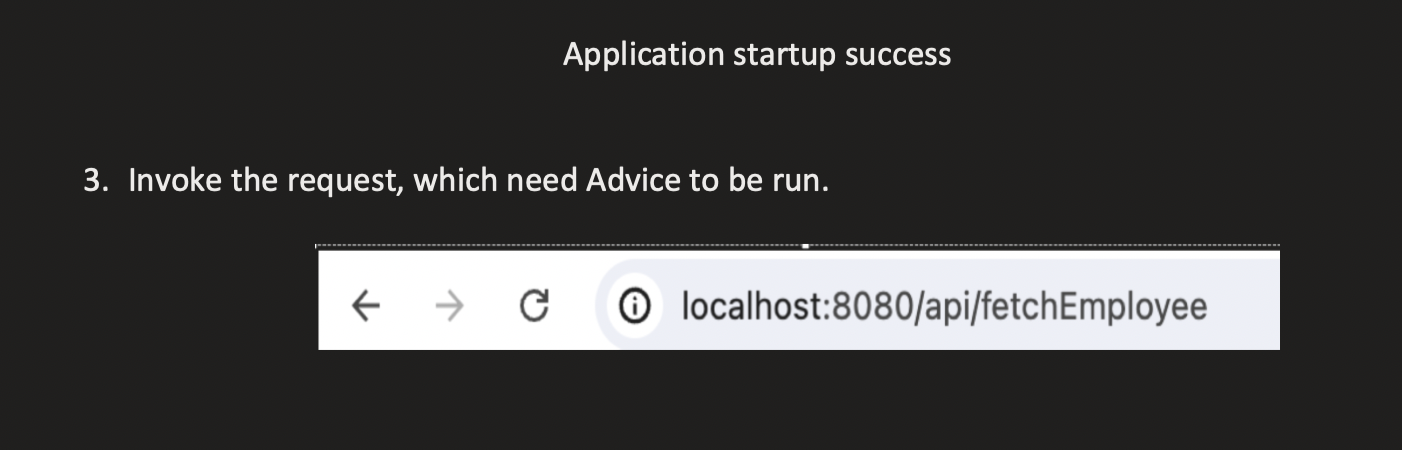 Application startup success
3. Invoke the request, which need Advice to be run.
localhost:8080/api/fetchEmployee